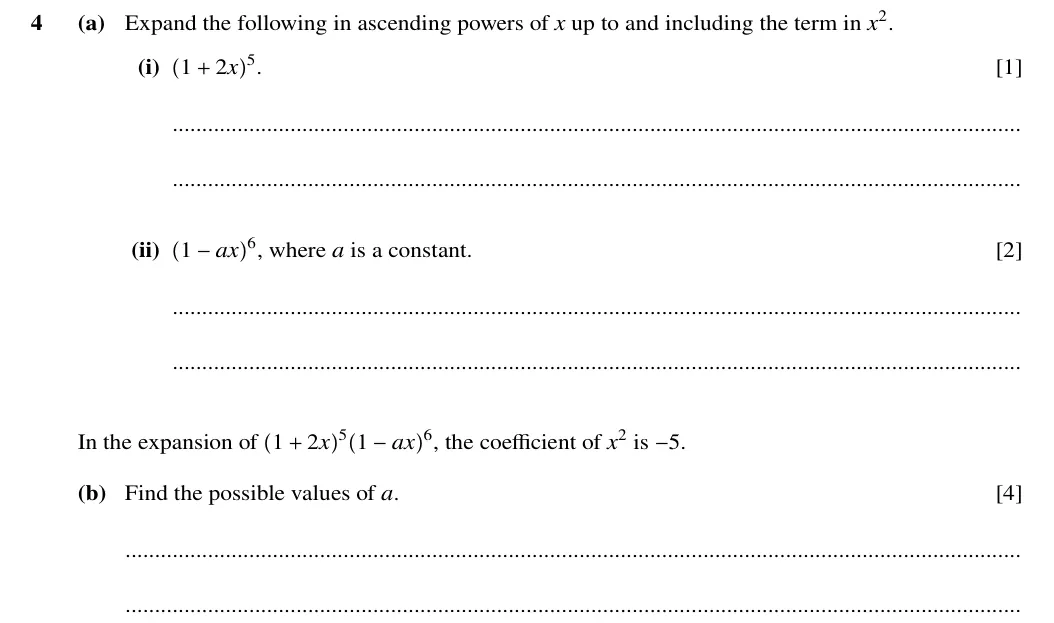 4 (a) Expand the following in ascending powers of x up to and including the term in x².
(i) (1 + 2x)⁵. [1]
(ii) (1 − ax)⁶, where a is a constant. [2]
In the expansion of (1 + 2x)⁵(1 − ax)⁶, the coefficient of x² is −5.
(b) Find the possible values of a. [4]